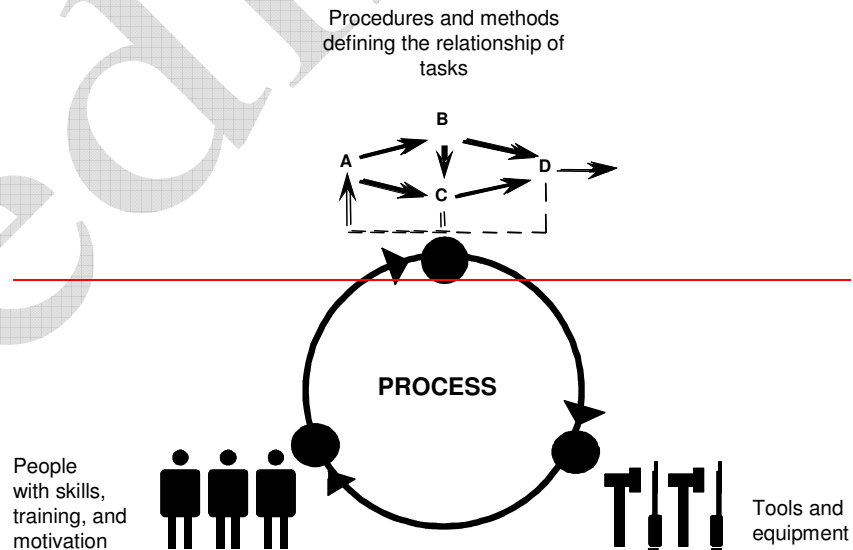 Procedures and methods
defining the relationship of
tasks
B
A
D
C
PROCESS
People
with skills,
training, and
motivation
Tools and
equipment